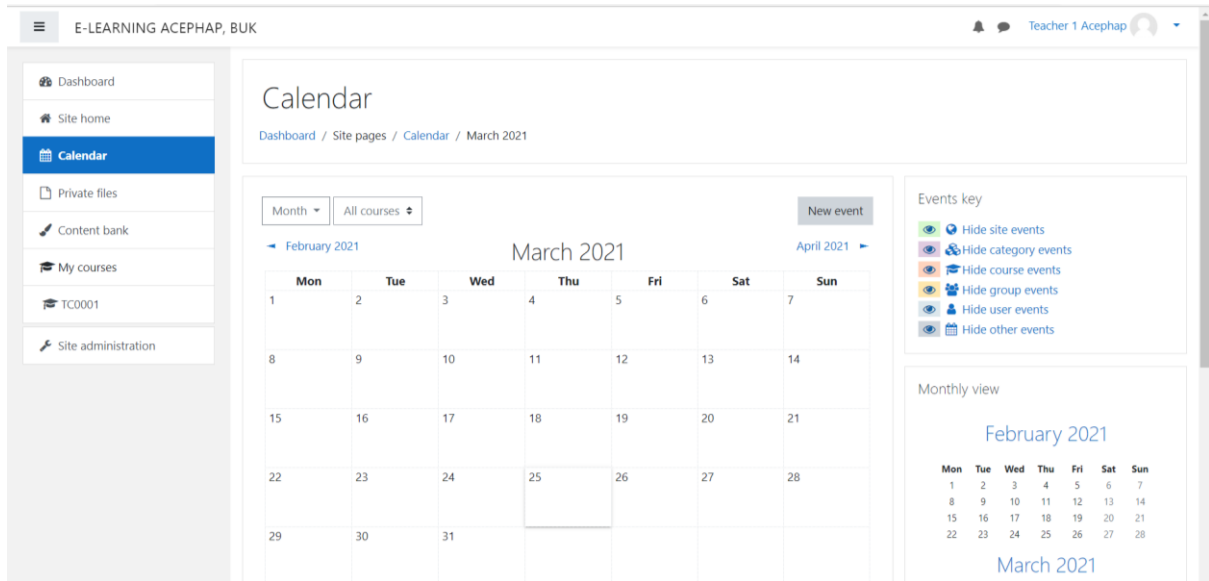 E-LEARNING ACEPHAP, BUK
Teacher 1 Acephap
Dashboard
Site home
Calendar
Private files
Content bank
My courses
TC0001
Site administration
Calendar
Dashboard / Site pages / Calendar / March 2021
Month All courses New event
February 2021 March 2021 April 2021
Mon Tue Wed Thu Fri Sat Sun
1 2 3 4 5 6 7
8 9 10 11 12 13 14
15 16 17 18 19 20 21
22 23 24 25 26 27 28
29 30 31
Events key
Hide site events
Hide category events
Hide course events
Hide group events
Hide user events
Hide other events
Monthly view
February 2021
Mon Tue Wed Thu Fri Sat Sun
1 2 3 4 5 6 7
8 9 10 11 12 13 14
15 16 17 18 19 20 21
22 23 24 25 26 27 28
March 2021